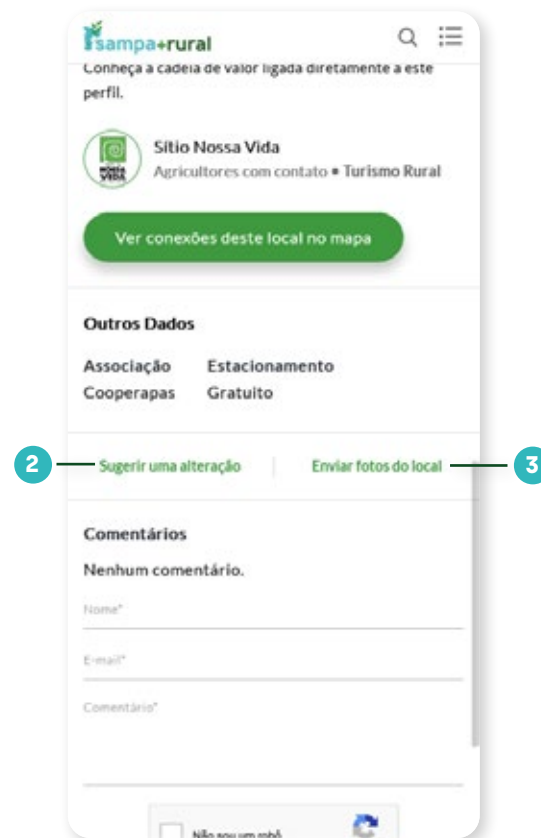 sampa+rural
Conheça a cadeia de valor ligada diretamente a este
perfil.
NOSSA
VIDA
Sítio Nossa Vida
Agricultores com contato • Turismo Rural
Ver conexões deste local no mapa
Outros Dados
Associação Estacionamento
Cooperapas Gratuito
2 Sugerir uma alteração Enviar fotos do local 3
Comentários
Nenhum comentário.
Nome*
E-mail*
Comentário*
Não sou um robô